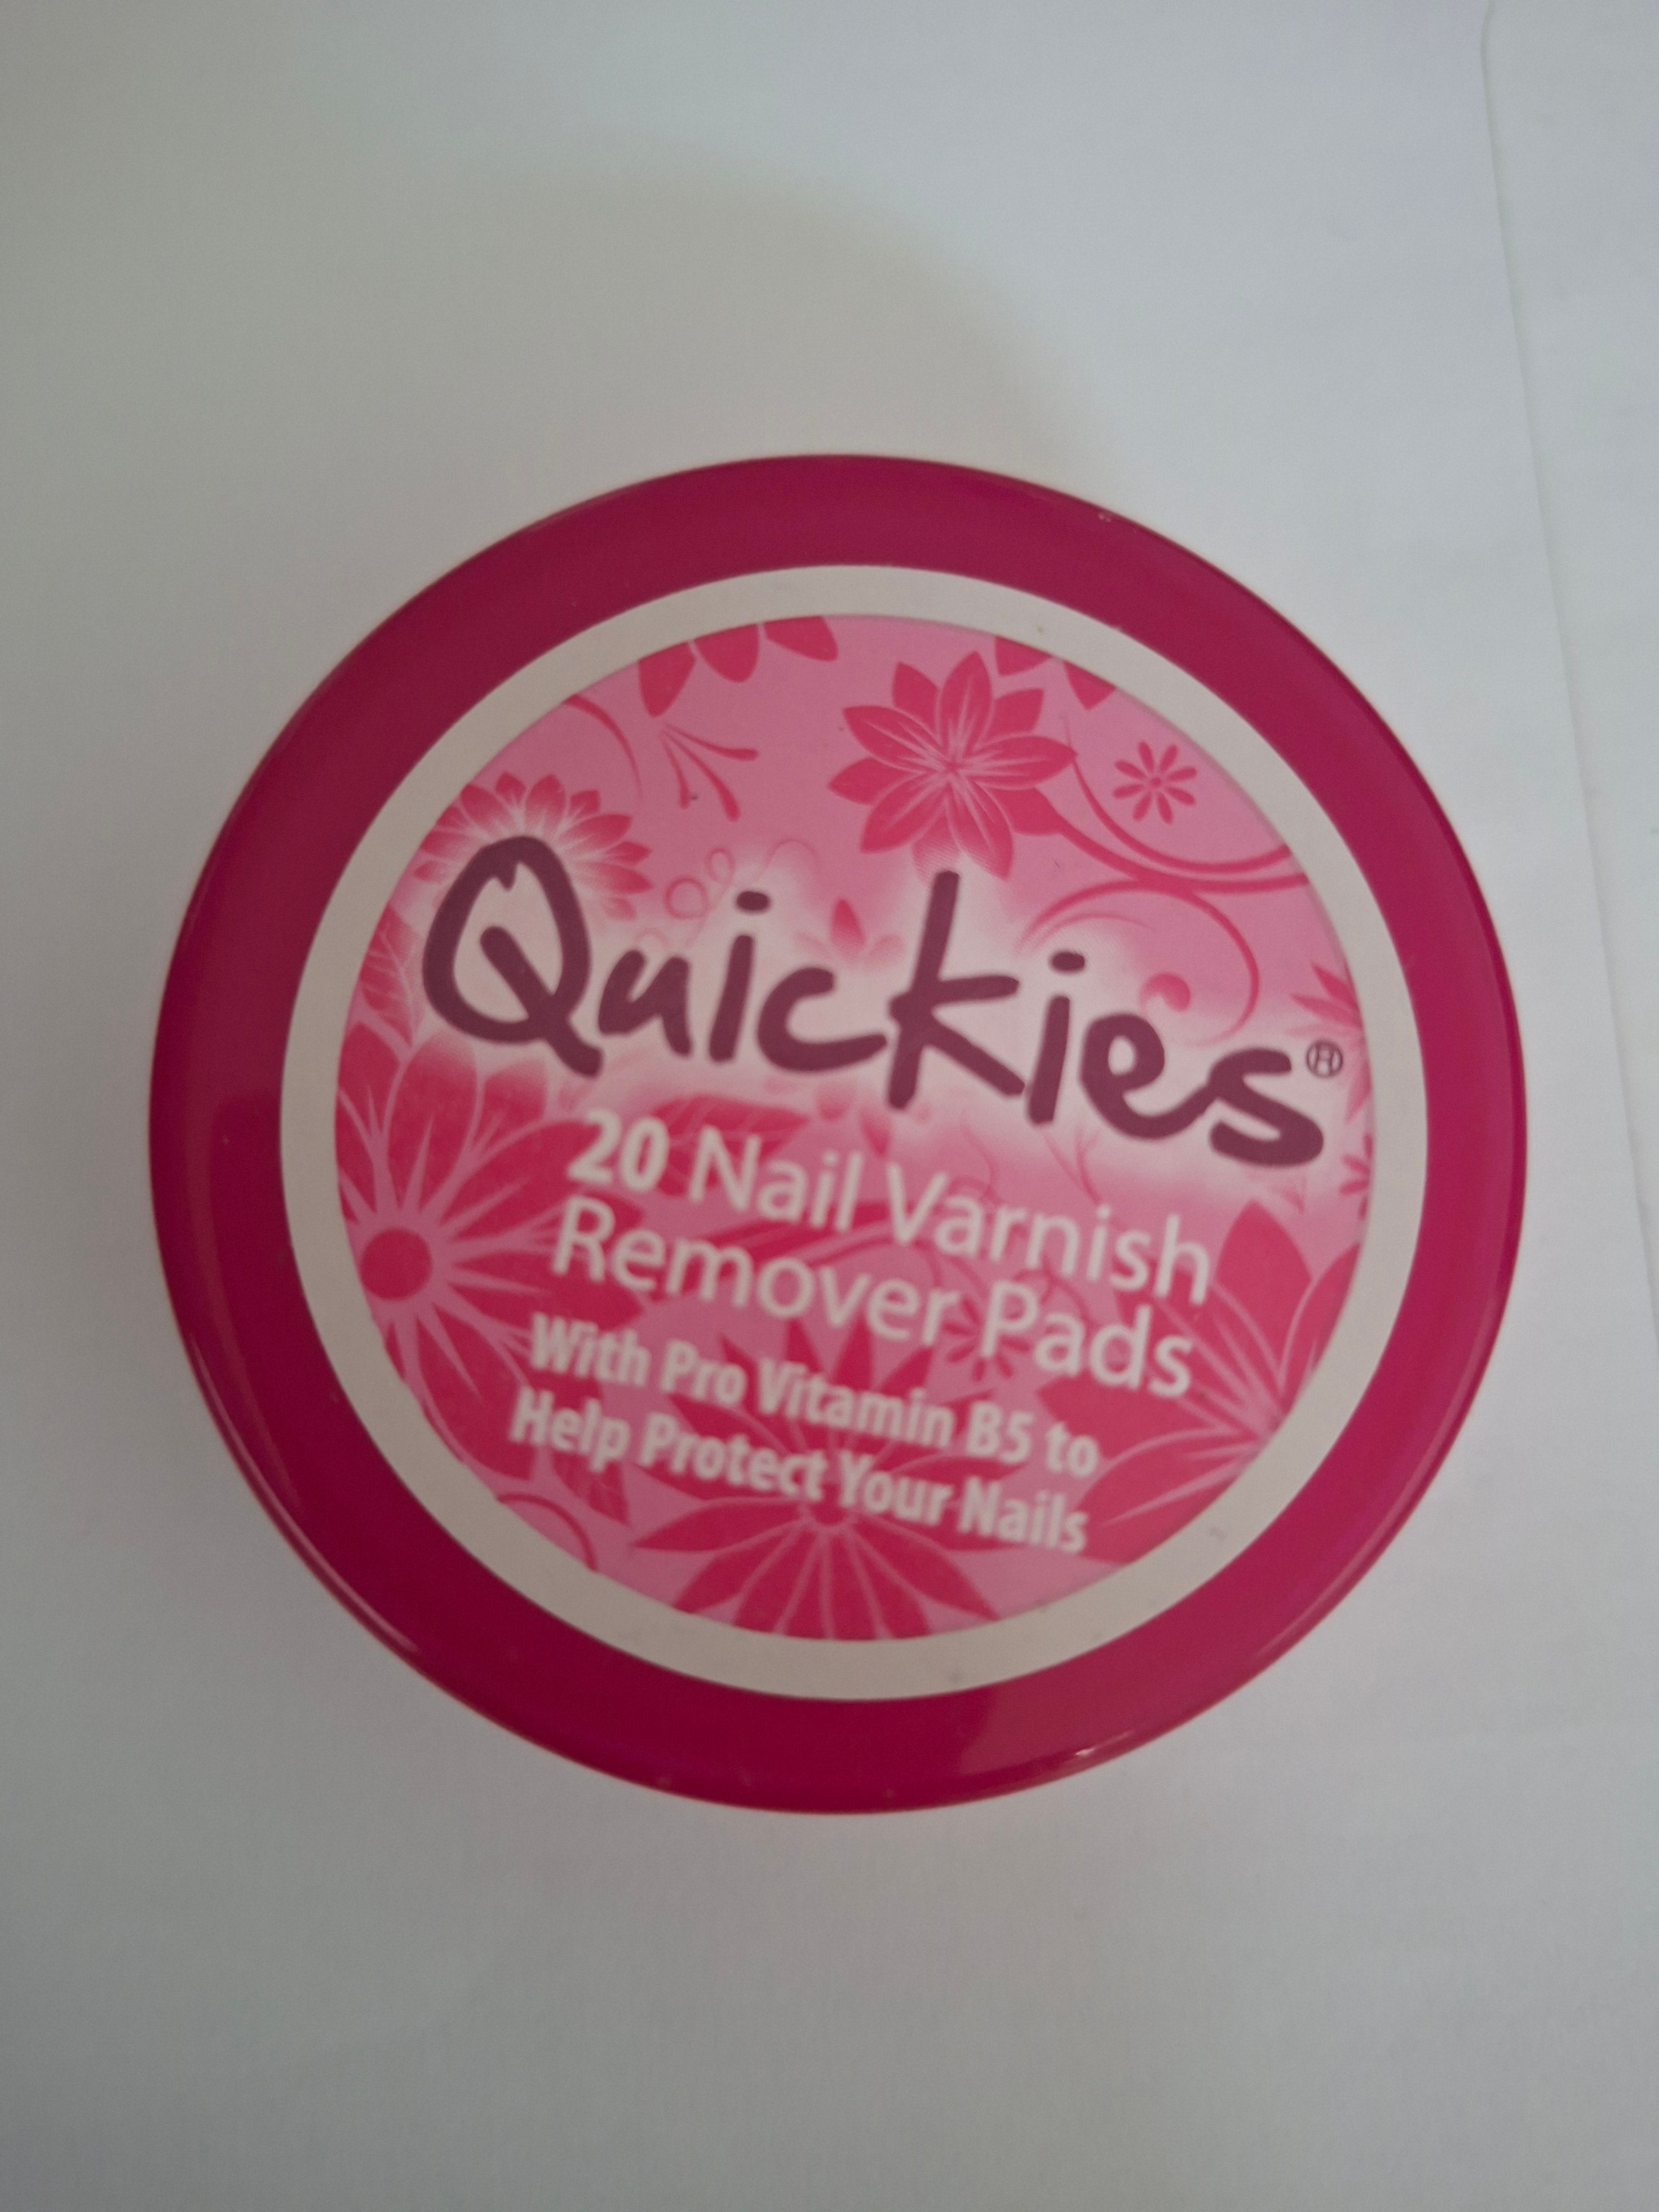 Quickies®
20 Nail Varnish
Remover Pads
With Pro Vitamin B5 to
Help Protect Your Nails